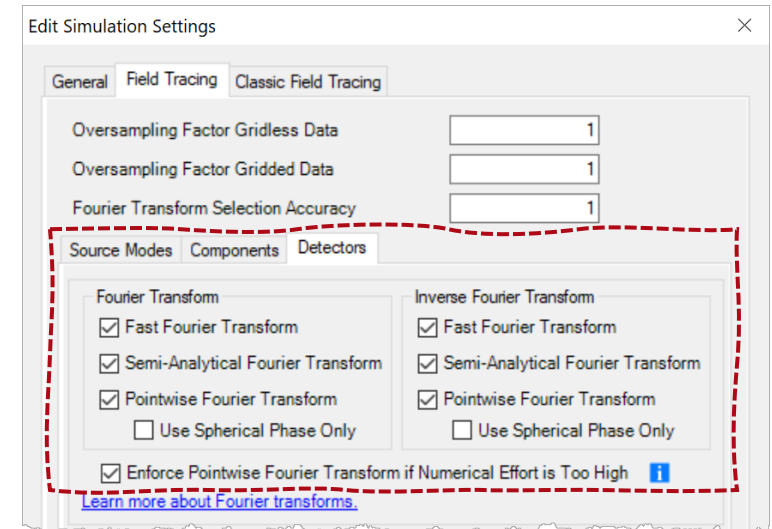 Edit Simulation Settings
General Field Tracing Classic Field Tracing
Oversampling Factor Gridless Data 1
Oversampling Factor Gridded Data 1
Fourier Transform Selection Accuracy 1
Source Modes Components Detectors
Fourier Transform Inverse Fourier Transform
Fast Fourier Transform Fast Fourier Transform
Semi-Analytical Fourier Transform Semi-Analytical Fourier Transform
Pointwise Fourier Transform Pointwise Fourier Transform
Use Spherical Phase Only Use Spherical Phase Only
Enforce Pointwise Fourier Transform if Numerical Effort is Too High i
Learn more about Fourier transforms.